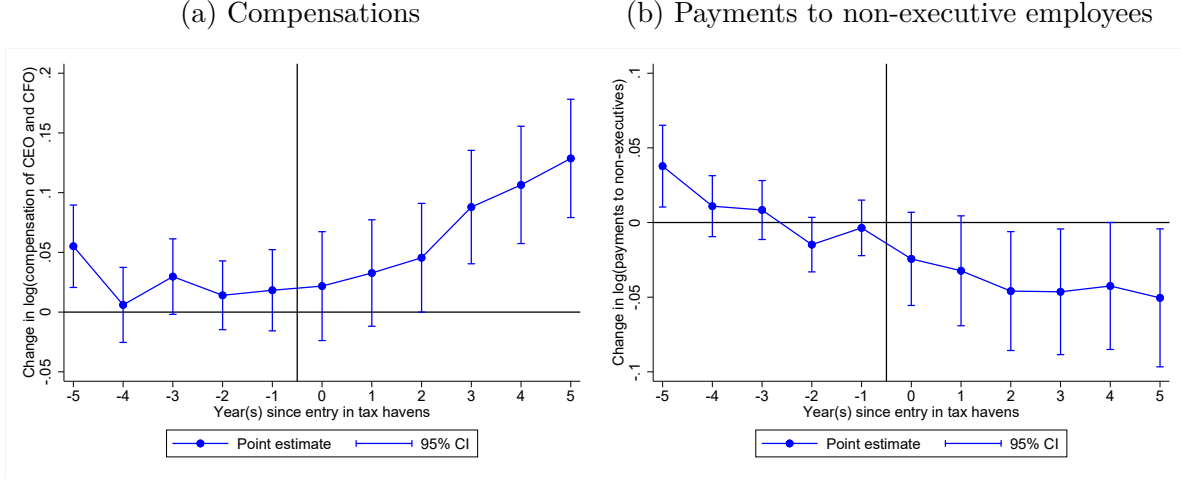 (a) Compensations
Change in log(compensation of CEO and CFO)
.2
.15
.1
.05
0
-.05
-5 -4 -3 -2 -1 0 1 2 3 4 5
Year(s) since entry in tax havens
Point estimate 95% CI
(b) Payments to non-executive employees
Change in log(payments to non-executives)
.1
.05
0
-.05
-.1
-5 -4 -3 -2 -1 0 1 2 3 4 5
Year(s) since entry in tax havens
Point estimate 95% CI